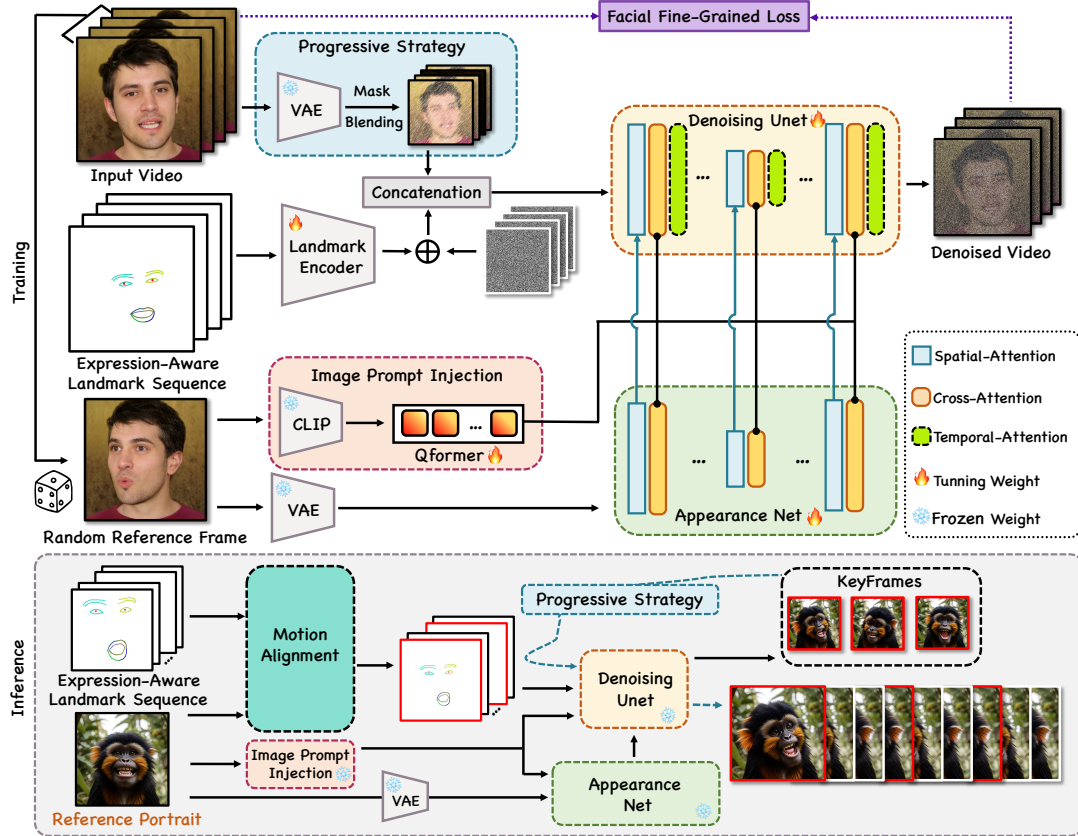 Facial Fine-Grained Loss
Progressive Strategy
VAE
Mask
Blending
Input Video
Denoising Unet
...
...
Denoised Video
Concatenation
Training
Landmark
Encoder
Expression-Aware
Landmark Sequence
Image Prompt Injection
CLIP
...
Qformer
VAE
Random Reference Frame
...
...
Appearance Net
Spatial-Attention
Cross-Attention
Temporal-Attention
Tunning Weight
Frozen Weight
Inference
...
Expression-Aware
Landmark Sequence
Motion
Alignment
...
Progressive Strategy
KeyFrames
Denoising
Unet
Image Prompt
Injection
VAE
Appearance
Net
Reference Portrait